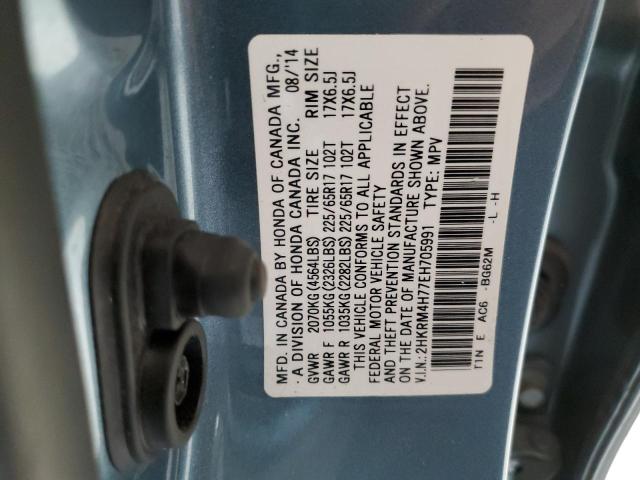 MFD. IN CANADA BY HONDA OF CANADA MFG.,
A DIVISION OF HONDA CANADA INC. 08/'14
GVWR 2070KG (4564LBS) TIRE SIZE RIM SIZE
GAWR F 1055KG (2326LBS) 225/65R17 102T 17X6.5J
GAWR R 1035KG (2282LBS) 225/65R17 102T 17X6.5J
THIS VEHICLE CONFORMS TO ALL APPLICABLE
FEDERAL MOTOR VEHICLE SAFETY
AND THEFT PREVENTION STANDARDS IN EFFECT
ON THE DATE OF MANUFACTURE SHOWN ABOVE.
V.I.N.:2HKRM4H77EH705991 TYPE: MPV
E AC6 -BG62M -L -H